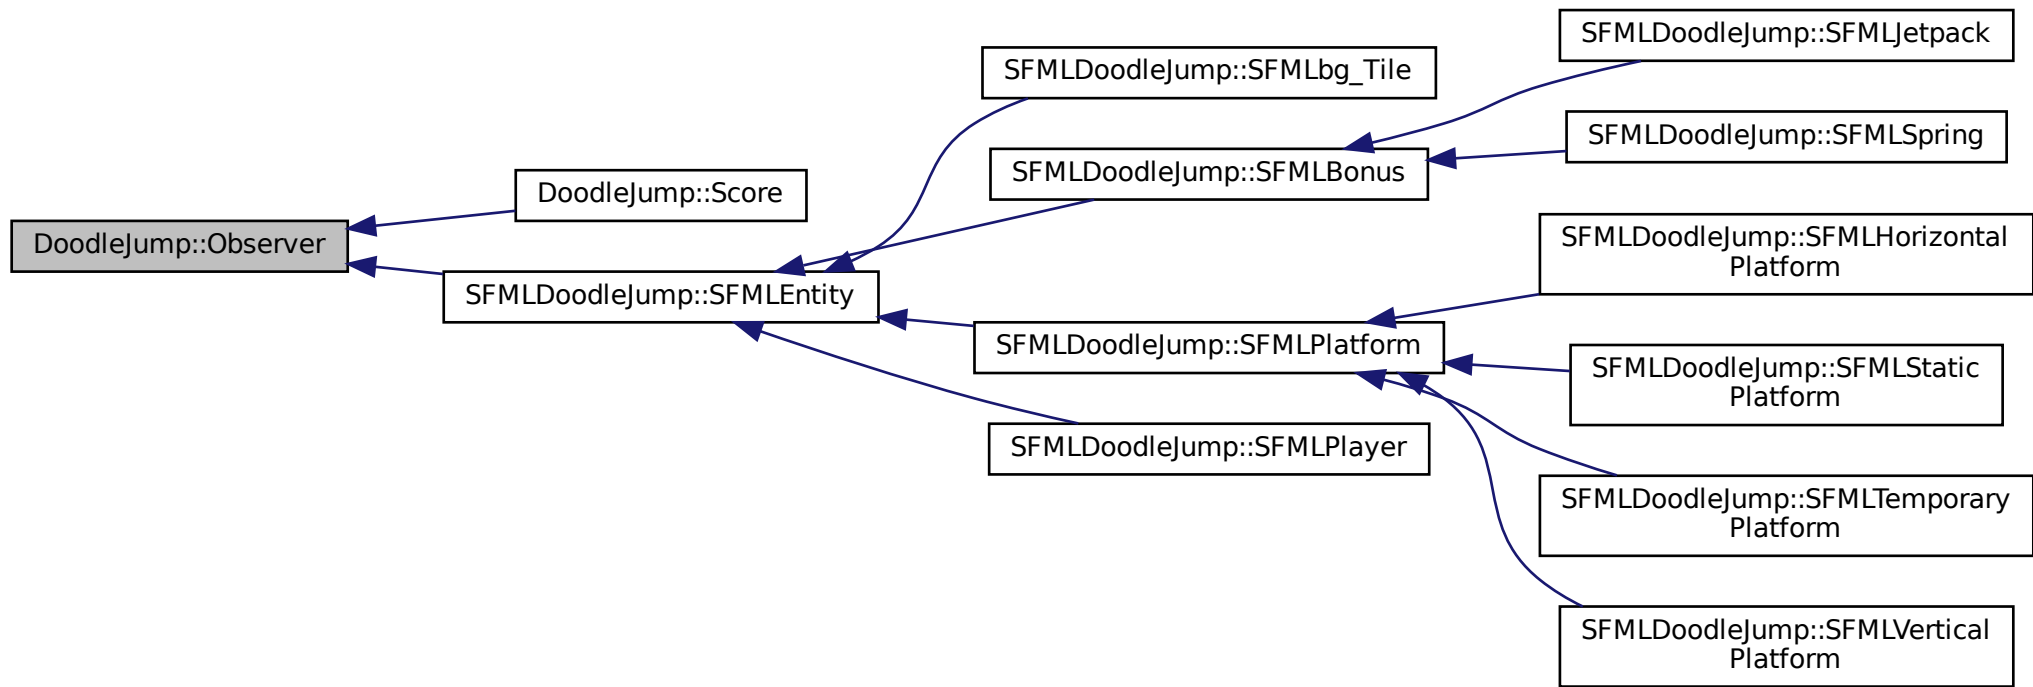 DoodleJump::Observer
DoodleJump::Score
SFMLDoodleJump::SFMLEntity
SFMLDoodleJump::SFMLbg_Tile
SFMLDoodleJump::SFMLBonus
SFMLDoodleJump::SFMLPlatform
SFMLDoodleJump::SFMLPlayer
SFMLDoodleJump::SFMLJetpack
SFMLDoodleJump::SFMLSpring
SFMLDoodleJump::SFMLHorizontal
Platform
SFMLDoodleJump::SFMLStatic
Platform
SFMLDoodleJump::SFMLTemporary
Platform
SFMLDoodleJump::SFMLVertical
Platform